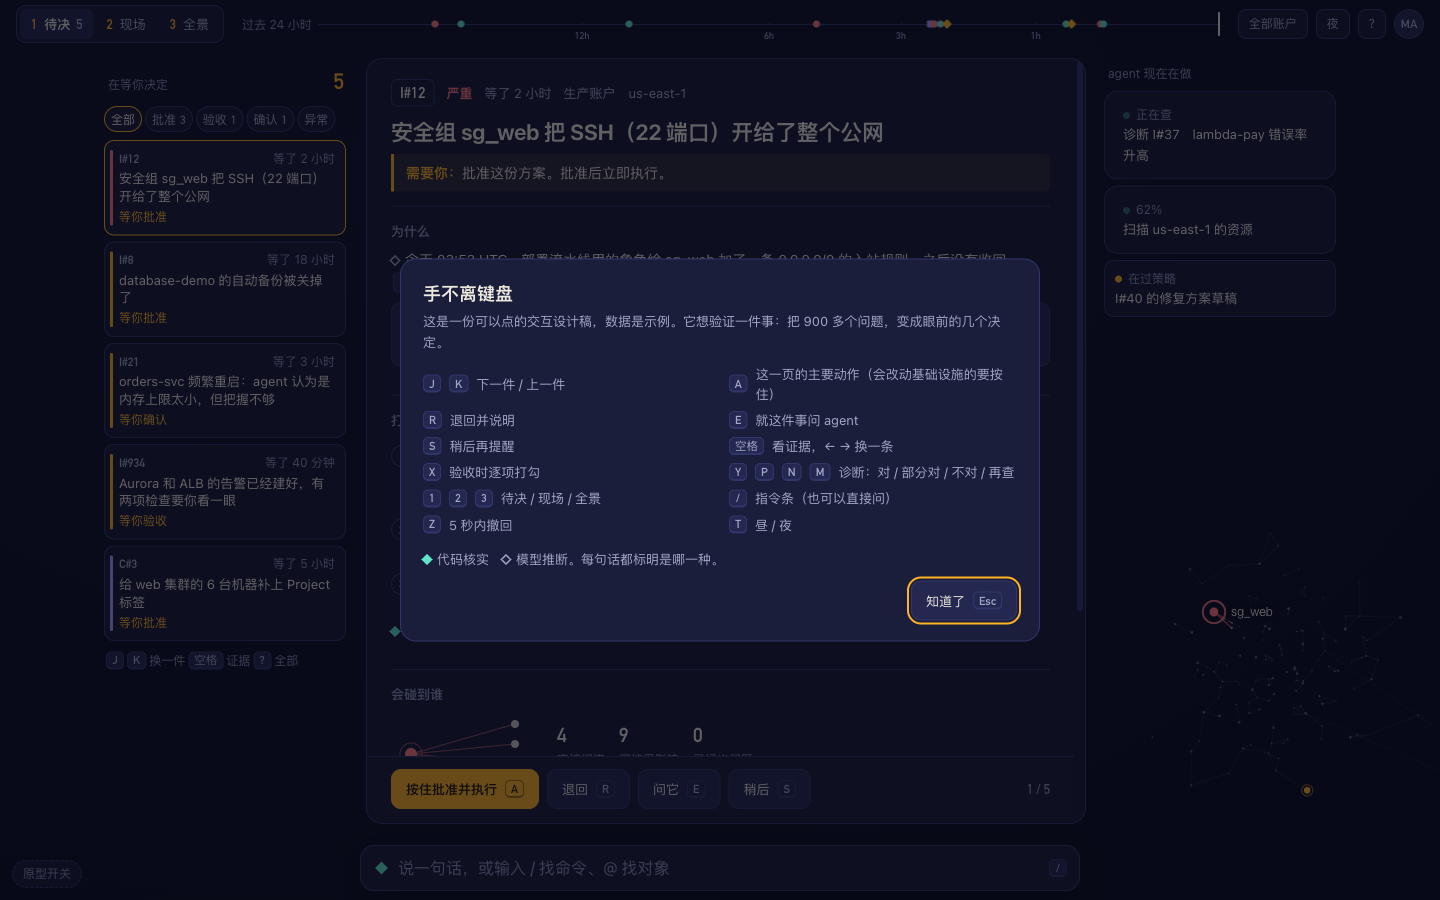 1 待决 5 2 现场 3 全景
过去 24 小时
12h 6h 3h 1h
全部账户 夜 ? MA
在等你决定 5
全部 批准 3 验收 1 确认 1 异常
I#12 等了 2 小时
安全组 sg_web 把 SSH（22 端口）
开给了整个公网
等你批准
I#8 等了 18 小时
database-demo 的自动备份被关掉
了
等你批准
I#21 等了 3 小时
orders-svc 频繁重启：agent 认为是
内存上限太小，但把握不够
等你确认
I#934 等了 40 分钟
Aurora 和 ALB 的告警已经建好，有
两项检查要你看一眼
等你验收
C#3 等了 5 小时
给 web 集群的 6 台机器补上 Project
标签
等你批准
J K 换一件 空格 证据 ? 全部
I#12 严重 等了 2 小时 生产账户 us-east-1
安全组 sg_web 把 SSH（22 端口）开给了整个公网
需要你：批准这份方案。批准后立即执行。
为什么
手不离键盘
这是一份可以点的交互设计稿，数据是示例。它想验证一件事：把 900 多个问题，变成眼前的几个决
定。
J K 下一件 / 上一件
A 这一页的主要动作（会改动基础设施的要按
住）
R 退回并说明
E 就这件事问 agent
S 稍后再提醒
空格 看证据，← → 换一条
X 验收时逐项打勾
Y P N M 诊断：对 / 部分对 / 不对 / 再查
1 2 3 待决 / 现场 / 全景
/ 指令条（也可以直接问）
Z 5 秒内撤回
T 昼 / 夜
代码核实 模型推断。每句话都标明是哪一种。
知道了 Esc
会碰到谁
4 9 0
按住批准并执行 A 退回 R 问它 E 稍后 S 1 / 5
说一句话，或输入 / 找命令、@ 找对象 /
原型开关
agent 现在在做
正在查
诊断 I#37 lambda-pay 错误率
升高
62%
扫描 us-east-1 的资源
在过策略
I#40 的修复方案草稿
sg_web